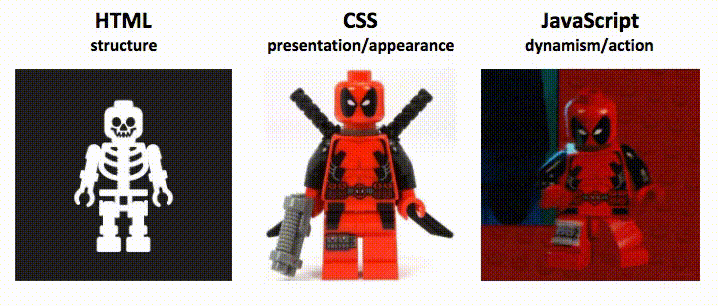 HTML
structure
CSS
presentation/appearance
JavaScript
dynamism/action